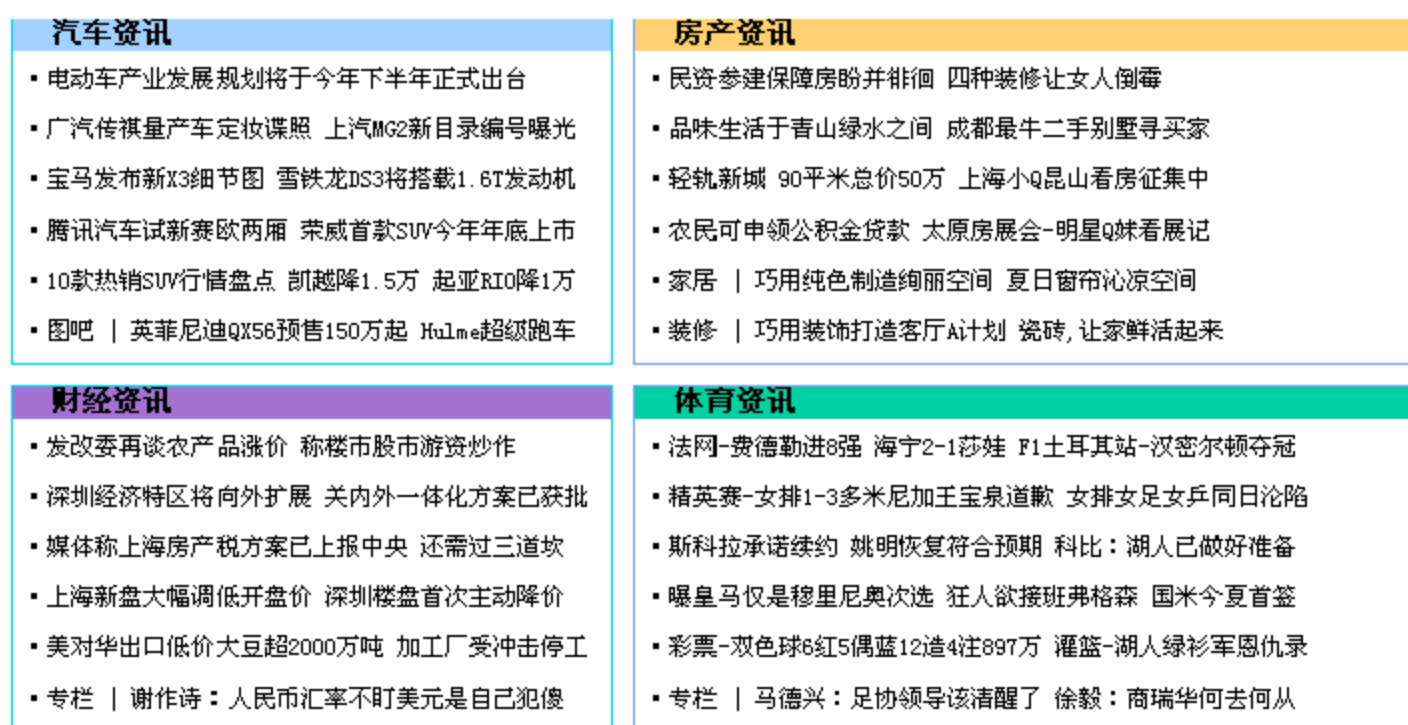 汽车资讯
▪ 电动车产业发展规划将于今年下半年正式出台
▪ 广汽传祺量产车定妆谍照 上汽MG2新目录编号曝光
▪ 宝马发布新X3细节图 雪铁龙DS3将搭载1.6T发动机
▪ 腾讯汽车试新赛欧两厢 荣威首款SUV今年年底上市
▪ 10款热销SUV行情盘点 凯越降1.5万 起亚RIO降1万
▪ 图吧 | 英菲尼迪QX56预售150万起 Hulme超级跑车
房产资讯
▪ 民资参建保障房盼并徘徊 四种装修让女人倒霉
▪ 品味生活于青山绿水之间 成都最牛二手别墅寻买家
▪ 轻轨新城 90平米总价50万 上海小Q昆山看房征集中
▪ 农民可申领公积金贷款 太原房展会-明星Q妹看展记
▪ 家居 | 巧用纯色制造绚丽空间 夏日窗帘沁凉空间
▪ 装修 | 巧用装饰打造客厅A计划 瓷砖,让家鲜活起来
财经资讯
▪ 发改委再谈农产品涨价 称楼市股市游资炒作
▪ 深圳经济特区将向外扩展 关内外一体化方案已获批
▪ 媒体称上海房产税方案已上报中央 还需过三道坎
▪ 上海新盘大幅调低开盘价 深圳楼盘首次主动降价
▪ 美对华出口低价大豆超2000万吨 加工厂受冲击停工
▪ 专栏 | 谢作诗：人民币汇率不盯美元是自己犯傻
体育资讯
▪ 法网-费德勒进8强 海宁2-1莎娃 F1土耳其站-汉密尔顿夺冠
▪ 精英赛-女排1-3多米尼加王宝泉道歉 女排女足女乒同日沦陷
▪ 斯科拉承诺续约 姚明恢复符合预期 科比：湖人已做好准备
▪ 曝皇马仅是穆里尼奥次选 狂人欲接班弗格森 国米今夏首签
▪ 彩票-双色球6红5偶蓝12造4注897万 灌篮-湖人绿衫军恩仇录
▪ 专栏 | 马德兴：足协领导该清醒了 徐毅：商瑞华何去何从